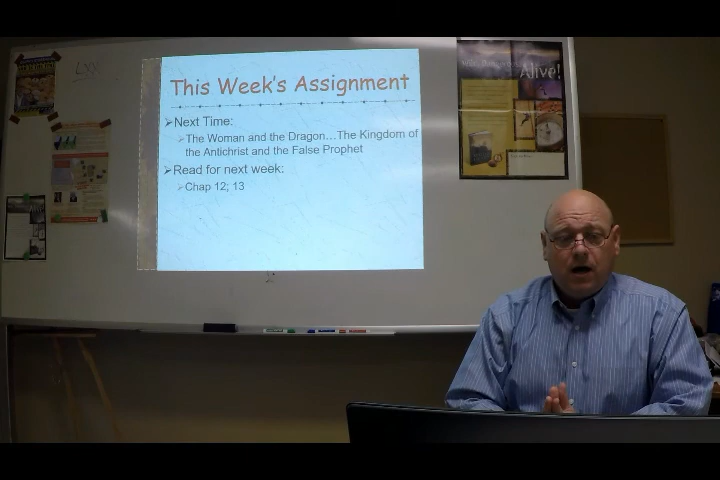 LXX
This Week's Assignment
➢Next Time:
➢The Woman and the Dragon…The Kingdom of
the Antichrist and the False Prophet
➢Read for next week:
➢Chap 12; 13
Alive!